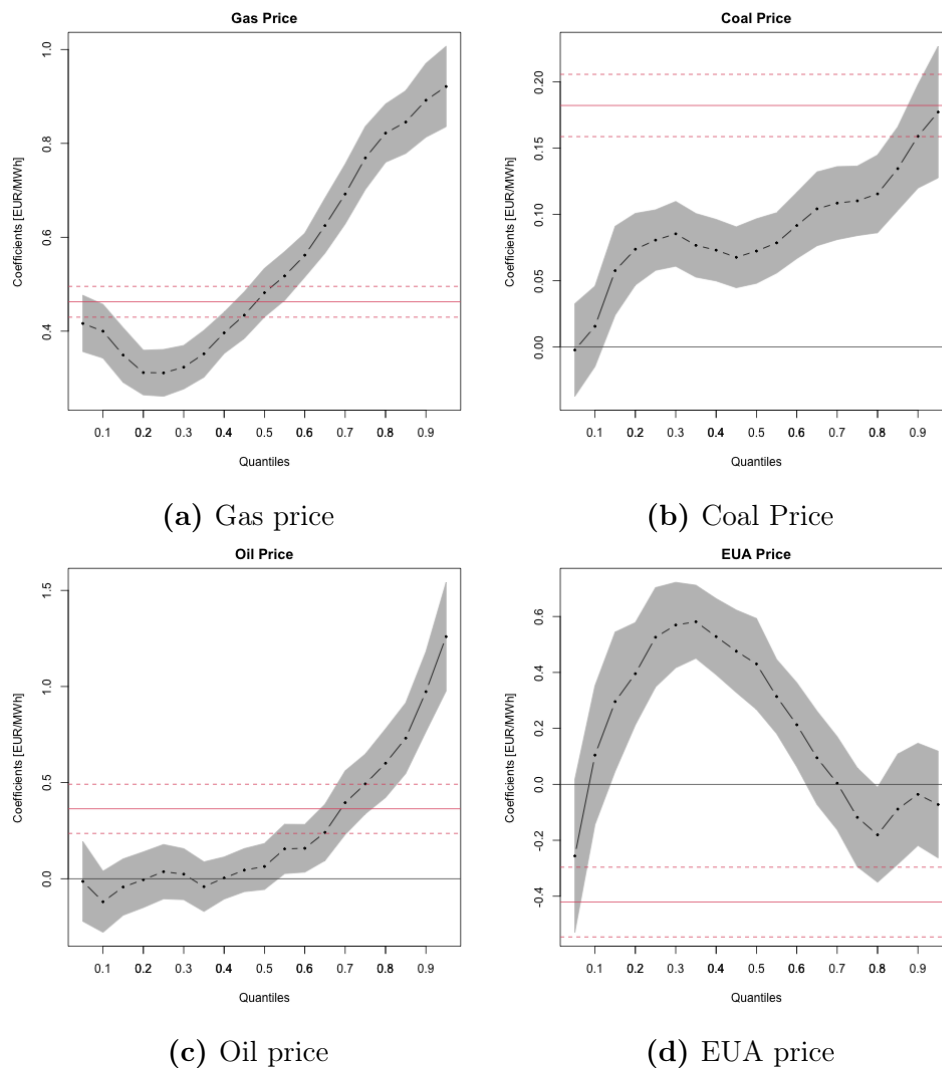 Gas Price
Coefficients [EUR/MWh]
1.0
0.8
0.6
0.4
0.1 0.2 0.3 0.4 0.5 0.6 0.7 0.8 0.9
Quantiles
(a) Gas price
Coal Price
Coefficients [EUR/MWh]
0.20
0.15
0.10
0.05
0.00
0.1 0.2 0.3 0.4 0.5 0.6 0.7 0.8 0.9
Quantiles
(b) Coal Price
Oil Price
Coefficients [EUR/MWh]
1.5
1.0
0.5
0.0
0.1 0.2 0.3 0.4 0.5 0.6 0.7 0.8 0.9
Quantiles
(c) Oil price
EUA Price
Coefficients [EUR/MWh]
0.6
0.4
0.2
0.0
-0.2
-0.4
0.1 0.2 0.3 0.4 0.5 0.6 0.7 0.8 0.9
Quantiles
(d) EUA price